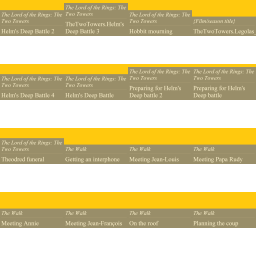 The Lord of the Rings: The
Two Towers
Helm's Deep Battle 2
The Lord of the Rings: The
Two Towers
TheTwoTowers.Helm's
Deep Battle 3
The Lord of the Rings: The
Two Towers
Hobbit mourning
[Film/season title]
TheTwoTowers.Legolas
The Lord of the Rings: The
Two Towers
Helm's Deep Battle 4
The Lord of the Rings: The
Two Towers
Helm's Deep Battle
The Lord of the Rings: The
Two Towers
Preparing for Helm's
Deep battle 2
The Lord of the Rings: The
Two Towers
Preparing for Helm's
Deep battle
The Lord of the Rings: The
Two Towers
Theodred funeral
The Walk
Getting an interphone
The Walk
Meeting Jean-Louis
The Walk
Meeting Papa Rudy
The Walk
Meeting Annie
The Walk
Meeting Jean-François
The Walk
On the roof
The Walk
Planning the coup